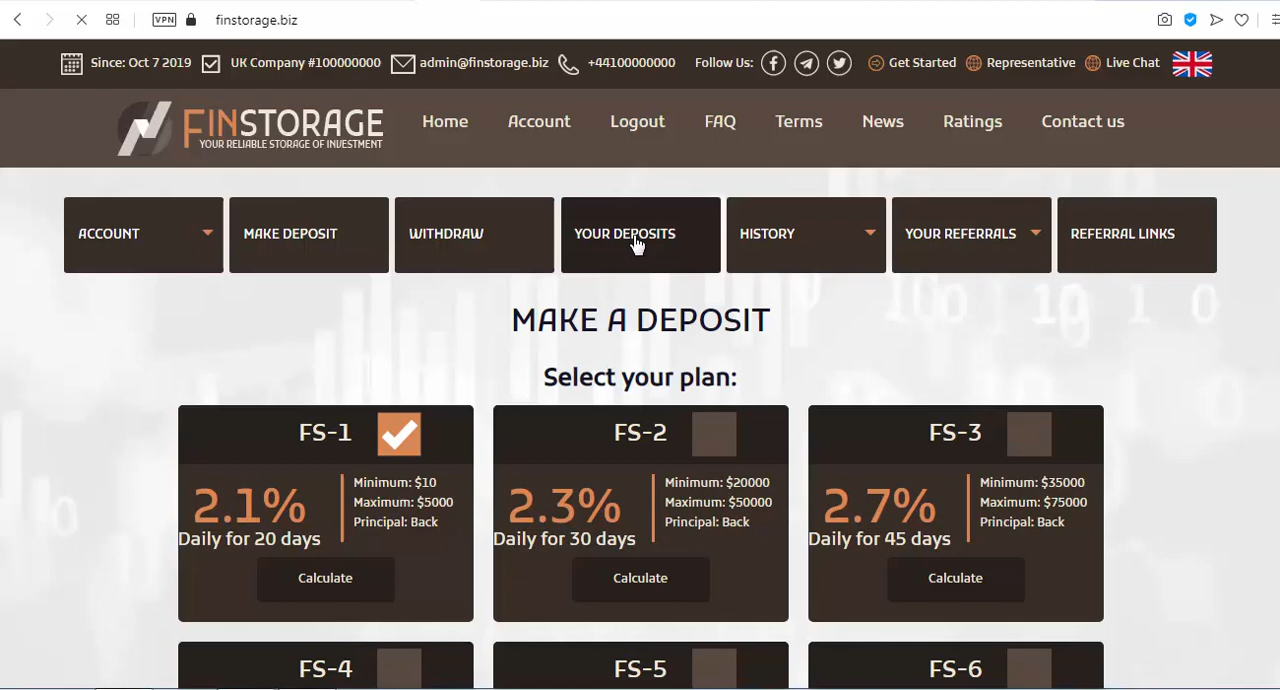 VPN finstorage.biz
Since: Oct 7 2019 UK Company #100000000 admin@finstorage.biz +44100000000 Follow Us: Get Started Representative Live Chat
FINSTORAGE
YOUR RELIABLE STORAGE OF INVESTMENT
Home Account Logout FAQ Terms News Ratings Contact us
ACCOUNT MAKE DEPOSIT WITHDRAW YOUR DEPOSITS HISTORY YOUR REFERRALS REFERRAL LINKS
MAKE A DEPOSIT
Select your plan:
FS-1
2.1%
Daily for 20 days
Minimum: $10
Maximum: $5000
Principal: Back
Calculate
FS-2
2.3%
Daily for 30 days
Minimum: $20000
Maximum: $50000
Principal: Back
Calculate
FS-3
2.7%
Daily for 45 days
Minimum: $35000
Maximum: $75000
Principal: Back
Calculate
FS-4
FS-5
FS-6